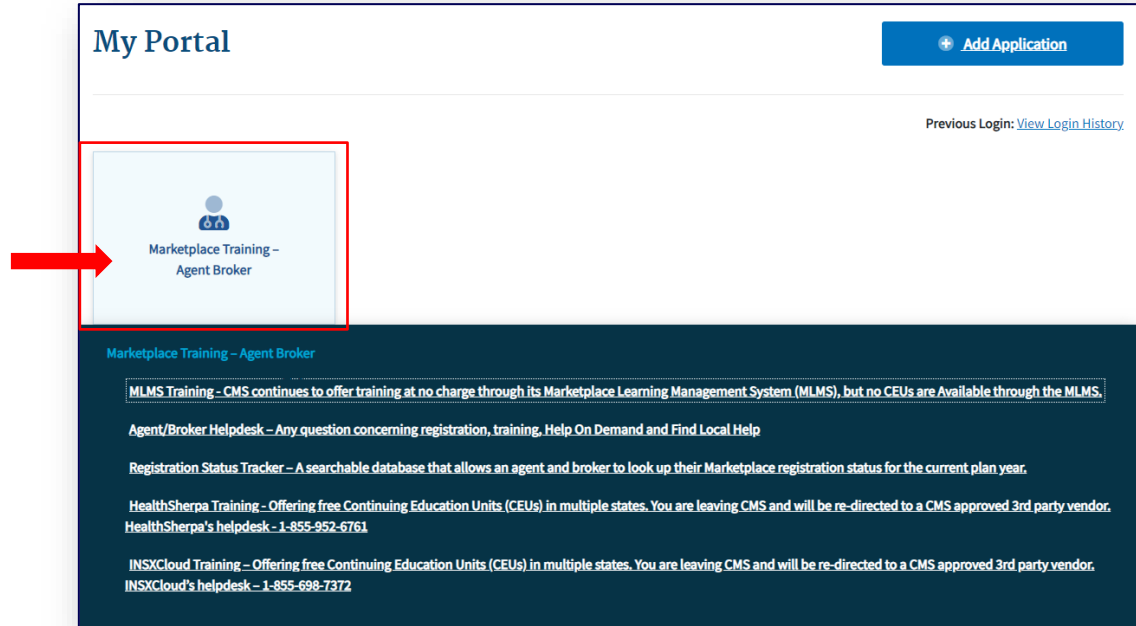 My Portal
Add Application
Previous Login: View Login History
Marketplace Training –
Agent Broker
Marketplace Training – Agent Broker
MLMS Training - CMS continues to offer training at no charge through its Marketplace Learning Management System (MLMS), but no CEUs are Available through the MLMS.
Agent/Broker Helpdesk – Any question concerning registration, training, Help On Demand and Find Local Help
Registration Status Tracker – A searchable database that allows an agent and broker to look up their Marketplace registration status for the current plan year.
HealthSherpa Training - Offering free Continuing Education Units (CEUs) in multiple states. You are leaving CMS and will be re-directed to a CMS approved 3rd party vendor.
HealthSherpa's helpdesk - 1-855-952-6761
INSXCloud Training – Offering free Continuing Education Units (CEUs) in multiple states. You are leaving CMS and will be re-directed to a CMS approved 3rd party vendor.
INSXCloud’s helpdesk – 1-855-698-7372